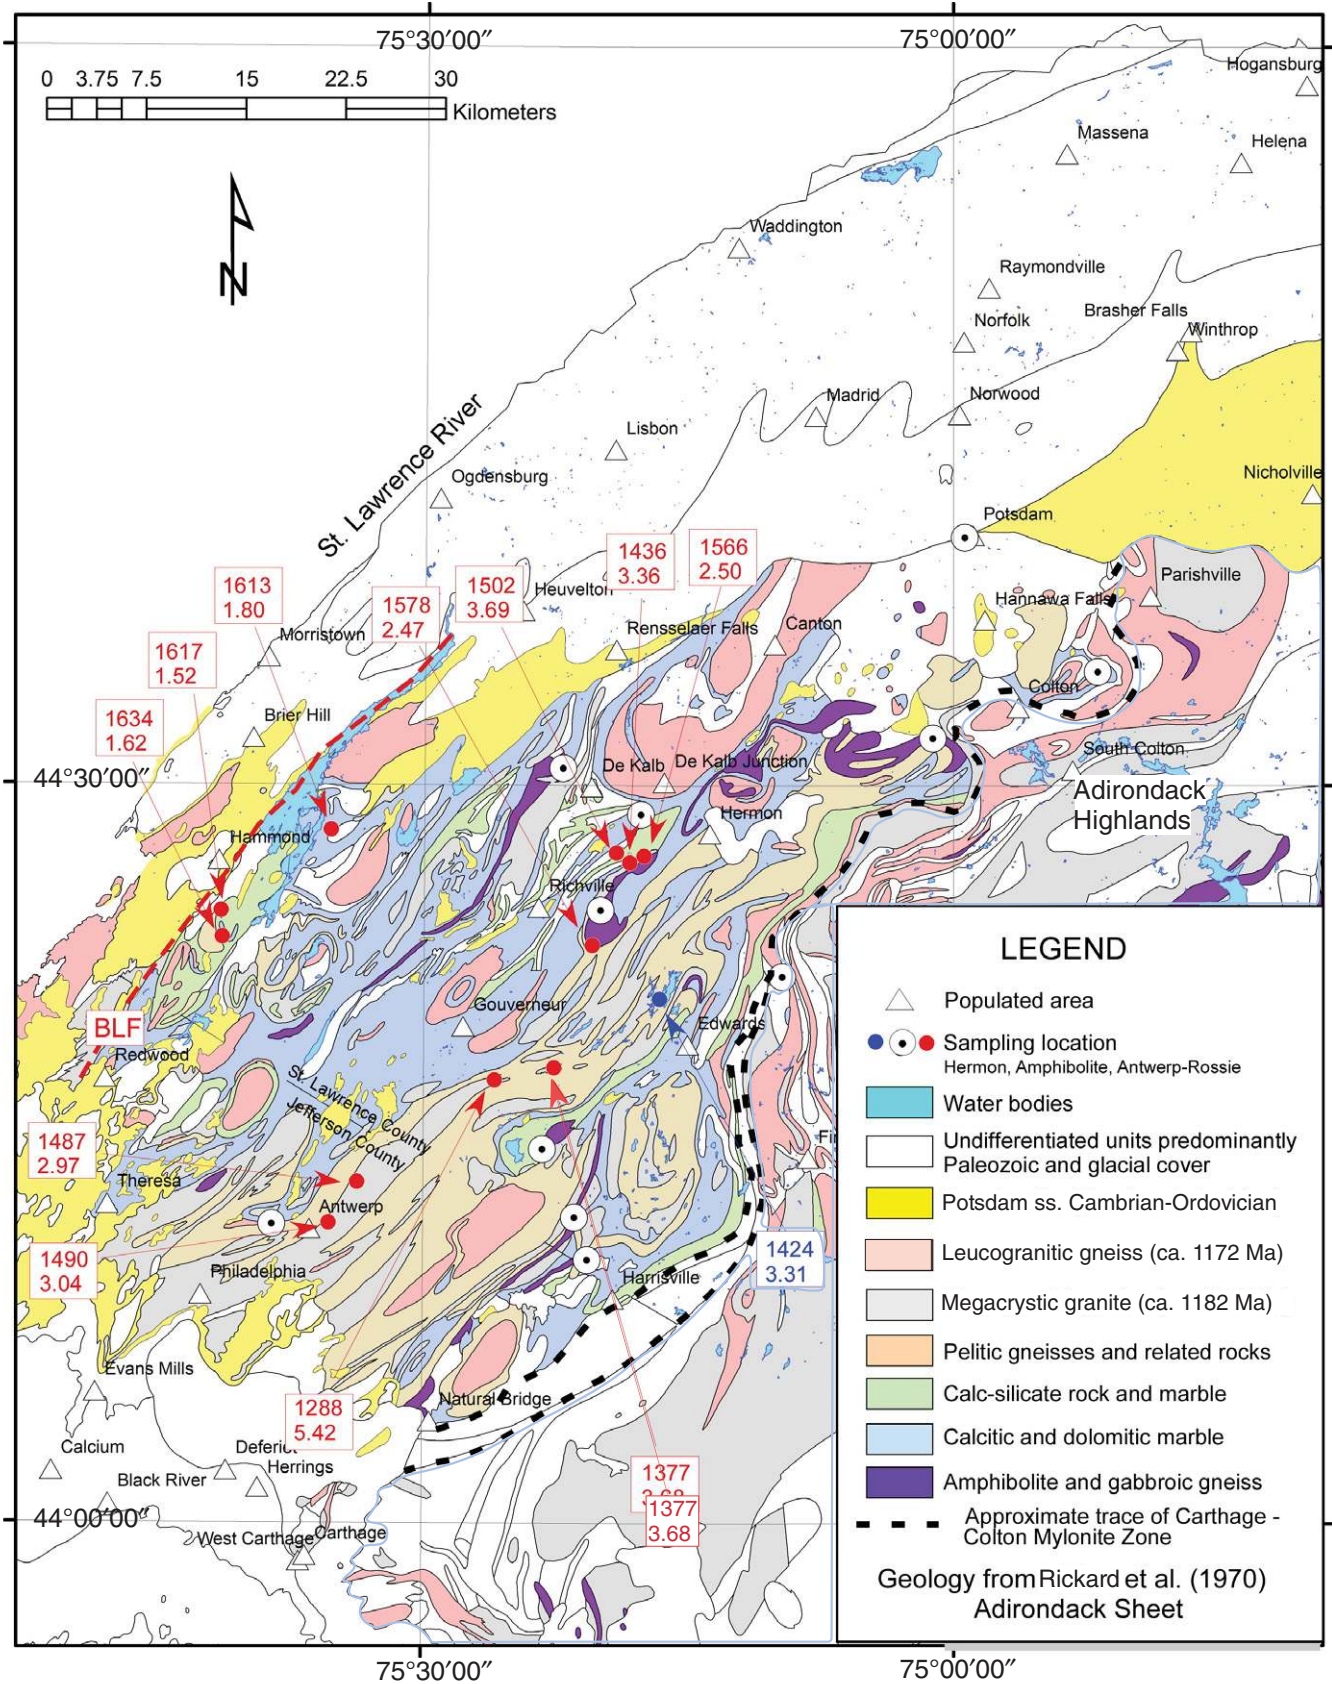 75°30′00″
75°00′00″
0 3.75 7.5 15 22.5 30
Kilometers
Hogansburg
Massena
Helena
N
Waddington
Raymondville
Brasher Falls
Norfolk
Winthrop
Madrid
Norwood
St. Lawrence River
Lisbon
Ogdensburg
Nicholville
Potsdam
1436
3.36
1566
2.50
1613
1.80
1578
2.47
1502
3.69
Heuvelton
Parishville
Hannawa Falls
Morristown
Rensselaer Falls
Canton
1617
1.52
Colton
1634
1.62
Brier Hill
South Colton
44°30′00″
De Kalb
De Kalb Junction
Adirondack
Highlands
Hermon
Hammond
Richville
Gouverneur
Edwards
BLF
Redwood
St. Lawrence County
Jefferson County
1487
2.97
Theresa
Antwerp
1490
3.04
Philadelphia
Harrisville
1424
3.31
Fi
Evans Mills
1288
5.42
Natural Bridge
Calcium
Deferiet
Herrings
Black River
1377
3.68
1377
3.68
44°00′00″
West Carthage
Carthage
LEGEND
Populated area
Sampling location
Hermon, Amphibolite, Antwerp-Rossie
Water bodies
Undifferentiated units predominantly
Paleozoic and glacial cover
Potsdam ss. Cambrian-Ordovician
Leucogranitic gneiss (ca. 1172 Ma)
Megacrystic granite (ca. 1182 Ma)
Pelitic gneisses and related rocks
Calc-silicate rock and marble
Calcitic and dolomitic marble
Amphibolite and gabbroic gneiss
Approximate trace of Carthage -
Colton Mylonite Zone
Geology from Rickard et al. (1970)
Adirondack Sheet
75°30′00″
75°00′00″